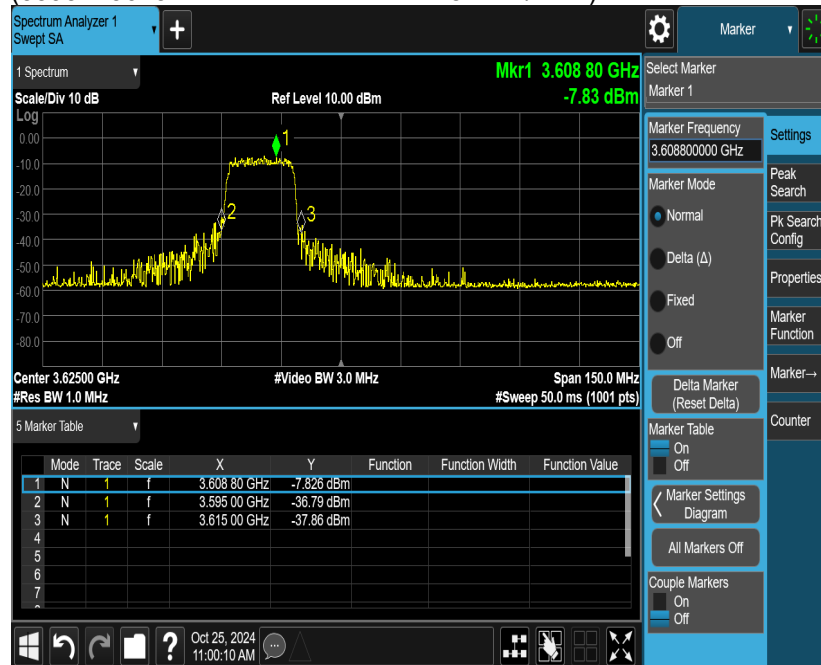 Spectrum Analyzer 1
Swept SA
+
Marker
1 Spectrum
Mkr1 3.608 80 GHz
Scale/Div 10 dB
Ref Level 10.00 dBm
-7.83 dBm
Log
0.00
-10.0
-20.0
-30.0
-40.0
-50.0
-60.0
-70.0
-80.0
1
2
3
Center 3.62500 GHz
#Video BW 3.0 MHz
Span 150.0 MHz
#Res BW 1.0 MHz
#Sweep 50.0 ms (1001 pts)
5 Marker Table
Mode Trace Scale X Y Function Function Width Function Value
1 N 1 f 3.608 80 GHz -7.826 dBm
2 N 1 f 3.595 00 GHz -36.79 dBm
3 N 1 f 3.615 00 GHz -37.86 dBm
4
5
6
7
Select Marker
Marker 1
Marker Frequency
3.608800000 GHz
Marker Mode
Normal
Delta (Δ)
Fixed
Off
Delta Marker
(Reset Delta)
Marker Table
On
Off
Marker Settings
Diagram
All Markers Off
Couple Markers
On
Off
Settings
Peak
Search
Pk Search
Config
Properties
Marker
Function
Marker→
Counter
?
Oct 25, 2024
11:00:10 AM